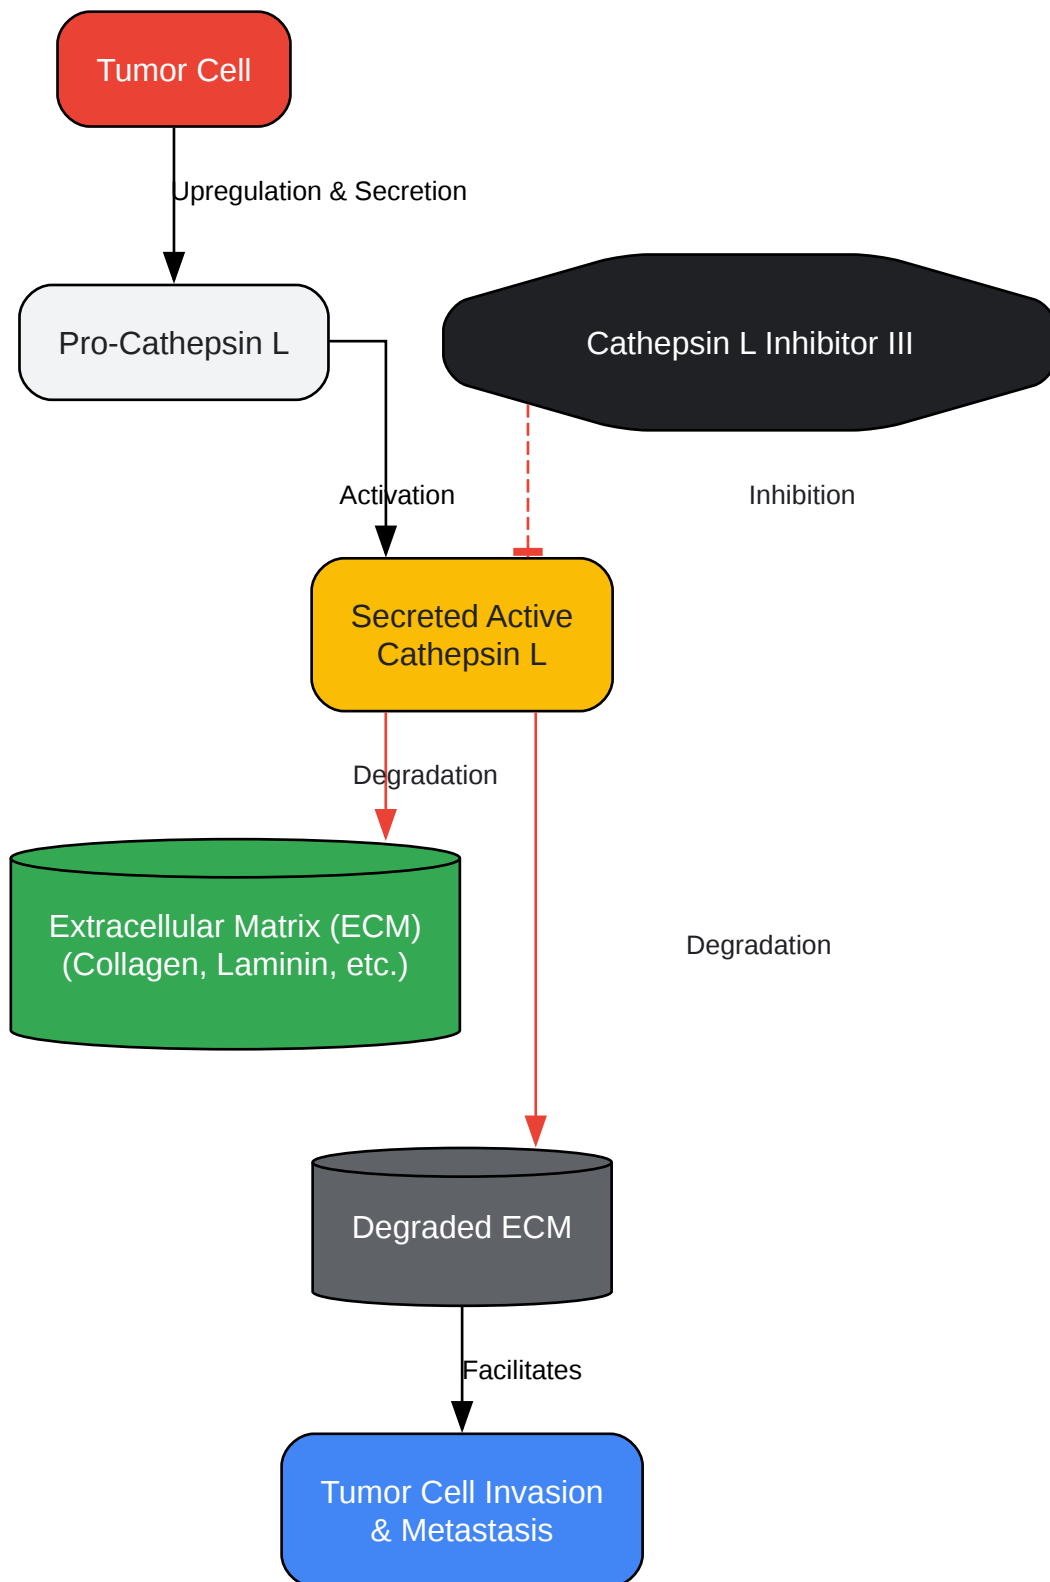 Tumor Cell
Upregulation & Secretion
Pro-Cathepsin L
Cathepsin L Inhibitor III
Activation
Inhibition
Secreted Active
Cathepsin L
Degradation
Extracellular Matrix (ECM)
(Collagen, Laminin, etc.)
Degradation
Degraded ECM
Facilitates
Tumor Cell Invasion
& Metastasis